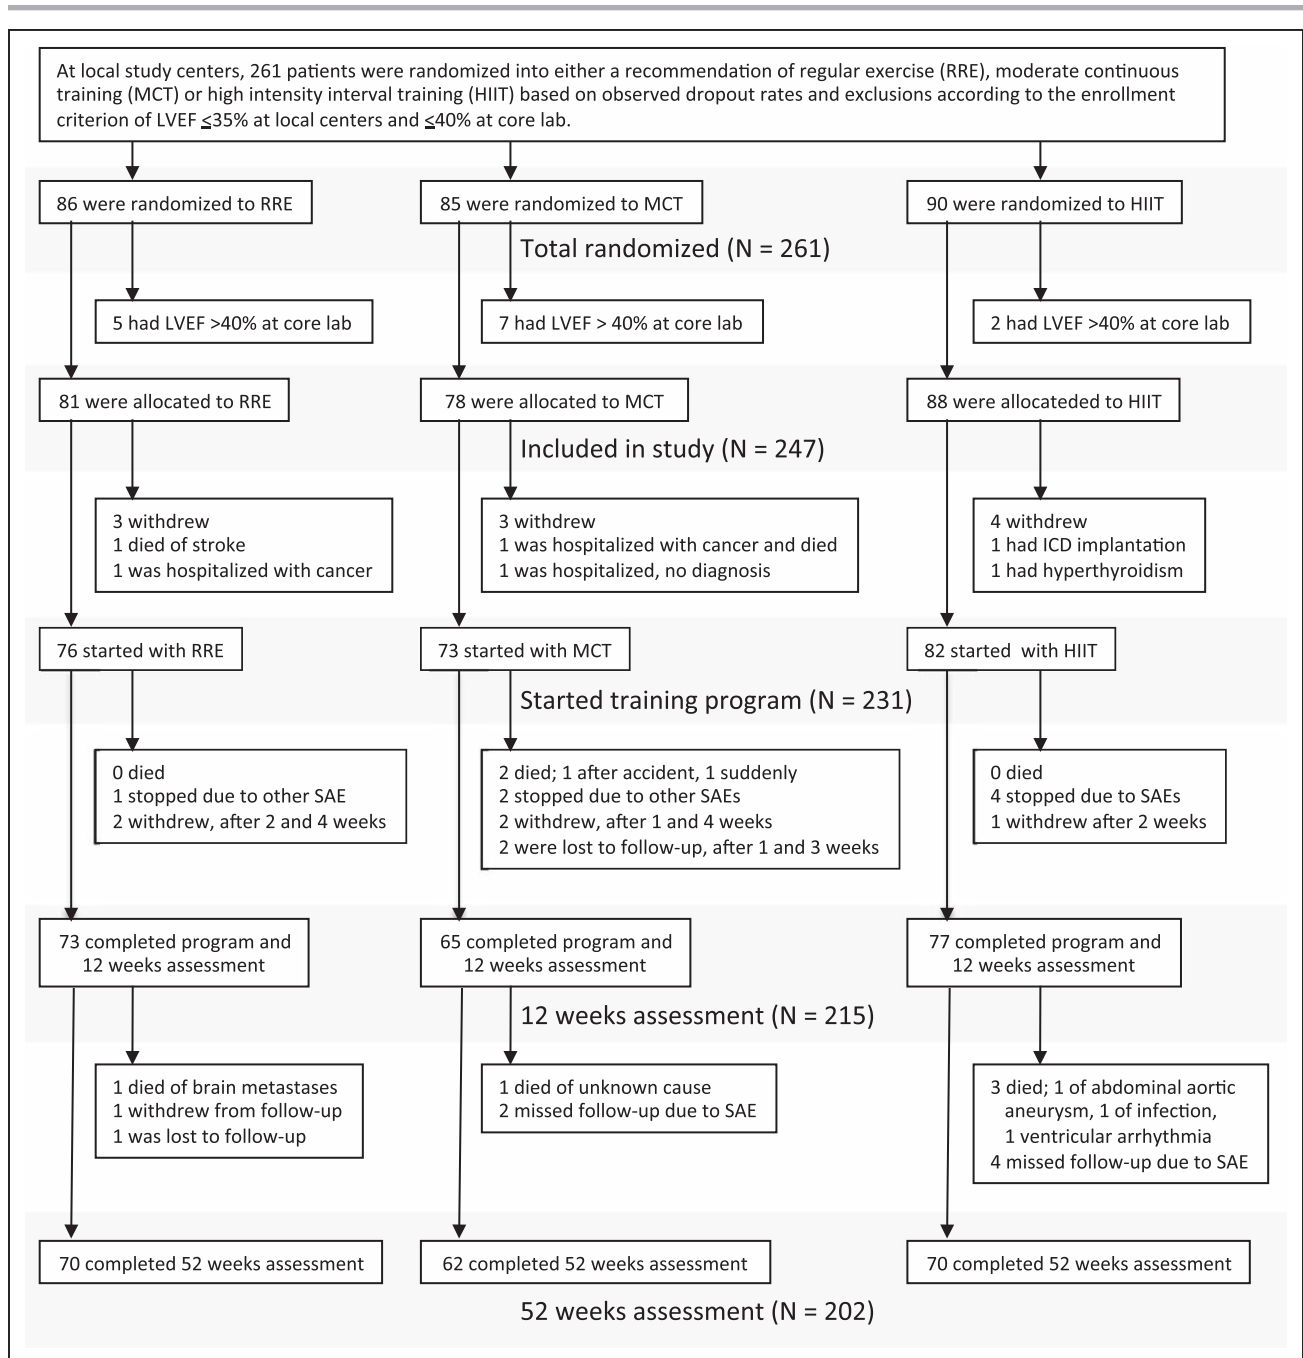 At local study centers, 261 patients were randomized into either a recommendation of regular exercise (RRE), moderate continuous
training (MCT) or high intensity interval training (HIIT) based on observed dropout rates and exclusions according to the enrollment
criterion of LVEF ≤35% at local centers and ≤40% at core lab.
86 were randomized to RRE
85 were randomized to MCT
90 were randomized to HIIT
Total randomized (N = 261)
5 had LVEF >40% at core lab
7 had LVEF > 40% at core lab
2 had LVEF >40% at core lab
81 were allocated to RRE
78 were allocated to MCT
88 were allocateded to HIIT
Included in study (N = 247)
3 withdrew
1 died of stroke
1 was hospitalized with cancer
3 withdrew
1 was hospitalized with cancer and died
1 was hospitalized, no diagnosis
4 withdrew
1 had ICD implantation
1 had hyperthyroidism
76 started with RRE
73 started with MCT
82 started with HIIT
Started training program (N = 231)
0 died
1 stopped due to other SAE
2 withdrew, after 2 and 4 weeks
2 died; 1 after accident, 1 suddenly
2 stopped due to other SAEs
2 withdrew, after 1 and 4 weeks
2 were lost to follow-up, after 1 and 3 weeks
0 died
4 stopped due to SAEs
1 withdrew after 2 weeks
73 completed program and
12 weeks assessment
65 completed program and
12 weeks assessment
77 completed program and
12 weeks assessment
12 weeks assessment (N = 215)
1 died of brain metastases
1 withdrew from follow-up
1 was lost to follow-up
1 died of unknown cause
2 missed follow-up due to SAE
3 died; 1 of abdominal aortic
aneurysm, 1 of infection,
1 ventricular arrhythmia
4 missed follow-up due to SAE
70 completed 52 weeks assessment
62 completed 52 weeks assessment
70 completed 52 weeks assessment
52 weeks assessment (N = 202)